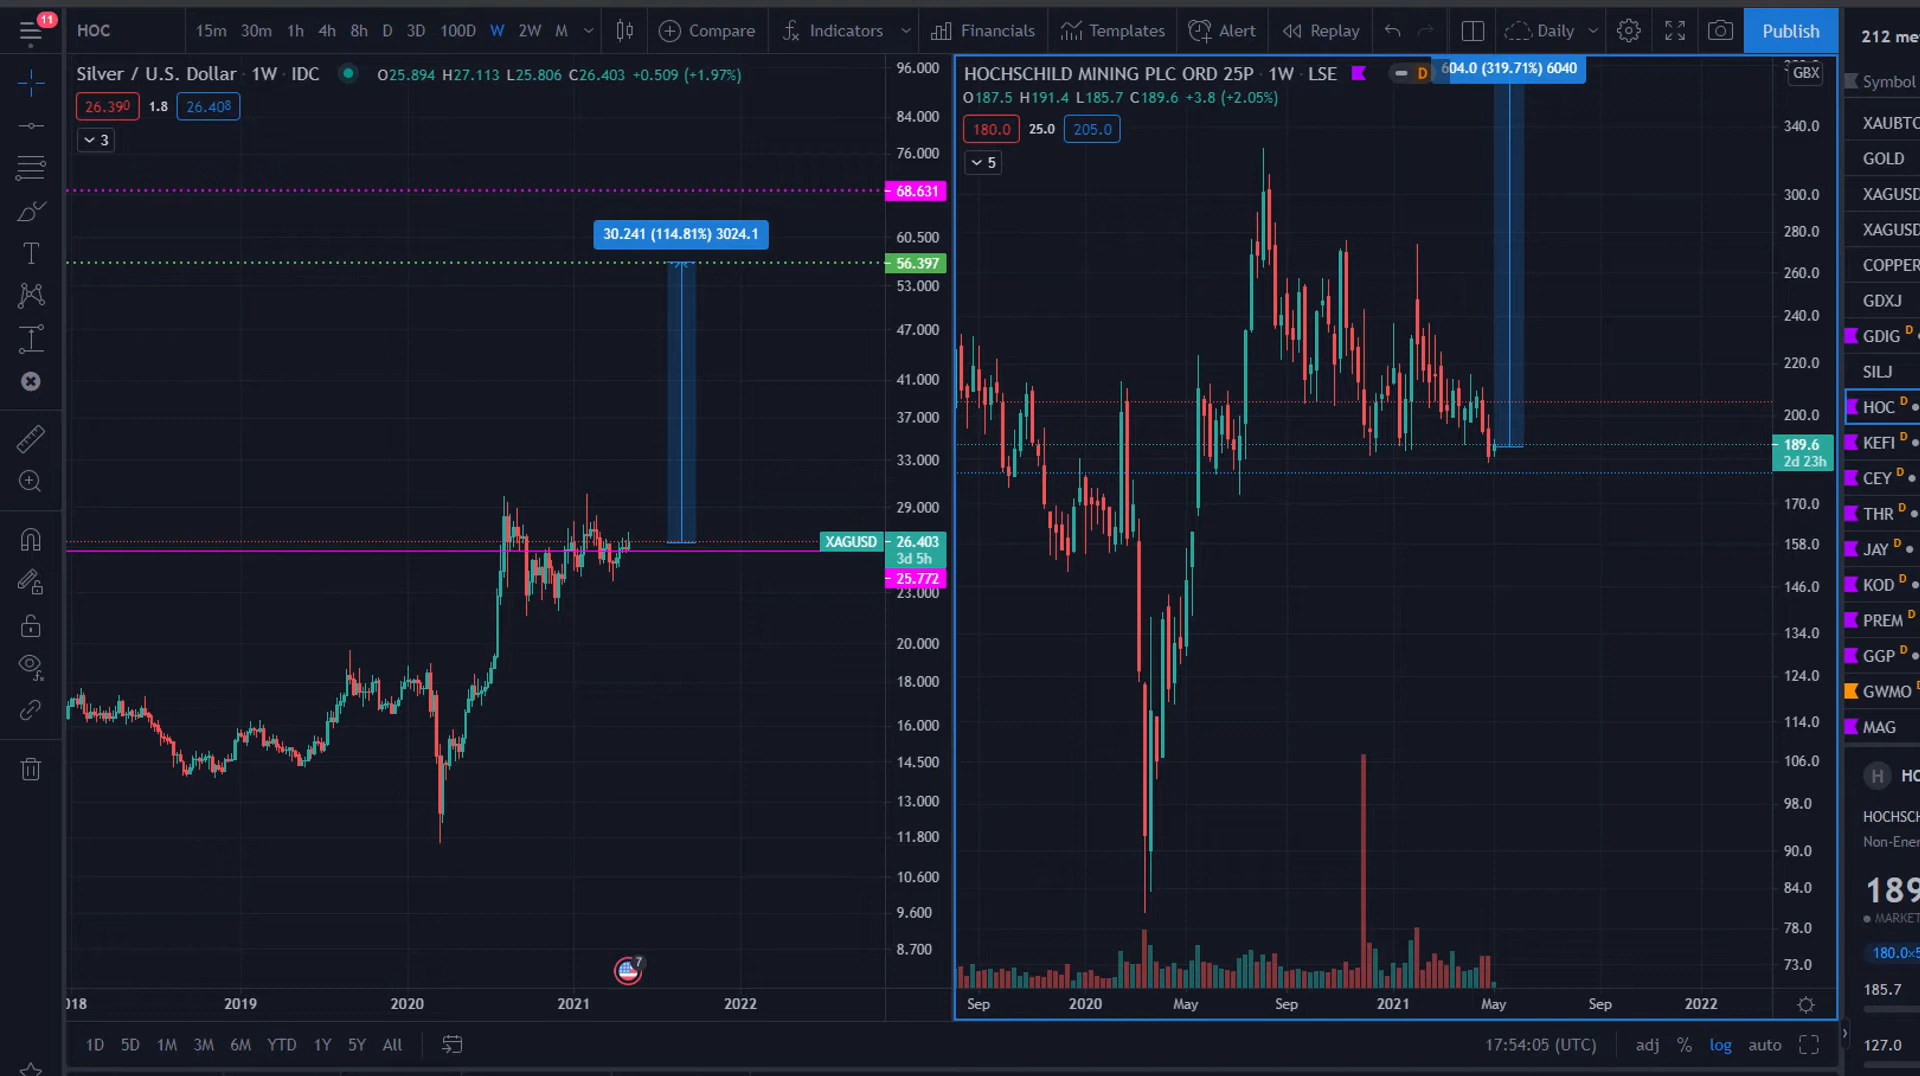 11
HOC
15m 30m 1h 4h 8h D 3D 100D W 2W M
Compare
Indicators
Financials
Templates
Alert
Replay
Daily
Publish
212
Silver / U.S. Dollar · 1W · IDC
O25.894 H27.113 L25.806 C26.403 +0.509 (+1.97%)
26.390 1.8 26.408
3
96.000
84.000
76.000
68.631
60.500
56.397
53.000
47.000
41.000
37.000
33.000
29.000
XAGUSD 26.403
3d 5h
25.772
23.000
20.000
18.000
16.000
14.500
13.000
11.800
10.600
9.600
8.700
30.241 (114.81%) 3024.1
7
2019 2020 2021 2022
HOCHSCHILD MINING PLC ORD 25P · 1W · LSE
D
604.0 (319.71%) 6040
GBX
O187.5 H191.4 L185.7 C189.6 +3.8 (+2.05%)
180.0 25.0 205.0
5
340.0
300.0
280.0
260.0
240.0
220.0
200.0
189.6
2d 23h
170.0
158.0
146.0
134.0
124.0
114.0
106.0
98.0
90.0
84.0
78.0
73.0
Sep 2020 May Sep 2021 May Sep 2022
Symbol
XAUBTC
GOLD
XAGUSD
XAGUSD
COPPER
GDXJ
GDIG D
SILJ
HOC D
KEFI D
CEY D
THR D
JAY D
KOD D
PREM D
GGP D
GWMO D
MAG
H
HOCHSCH
Non-Ener
189
MARKET
180.0×5
185.7
127.0
1D 5D 1M 3M 6M YTD 1Y 5Y All
17:54:05 (UTC)
adj % log auto